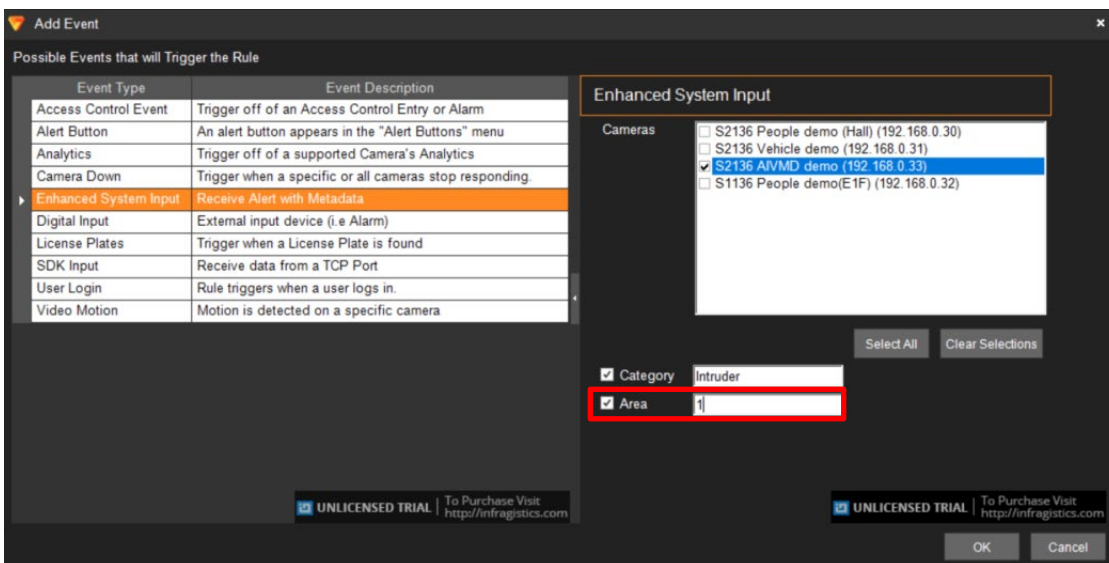 Add Event
Possible Events that will Trigger the Rule
Event Type Event Description
Access Control Event Trigger off of an Access Control Entry or Alarm
Alert Button An alert button appears in the "Alert Buttons" menu
Analytics Trigger off of a supported Camera's Analytics
Camera Down Trigger when a specific or all cameras stop responding.
Enhanced System Input Receive Alert with Metadata
Digital Input External input device (i.e Alarm)
License Plates Trigger when a License Plate is found
SDK Input Receive data from a TCP Port
User Login Rule triggers when a user logs in.
Video Motion Motion is detected on a specific camera
UNLICENSED TRIAL To Purchase Visit
http://infragistics.com
Enhanced System Input
Cameras
S2136 People demo (Hall) (192.168.0.30)
S2136 Vehicle demo (192.168.0.31)
S2136 AIVMD demo (192.168.0.33)
S1136 People demo(E1F) (192.168.0.32)
Select All Clear Selections
Category Intruder
Area 1
UNLICENSED TRIAL To Purchase Visit
http://infragistics.com
OK Cancel